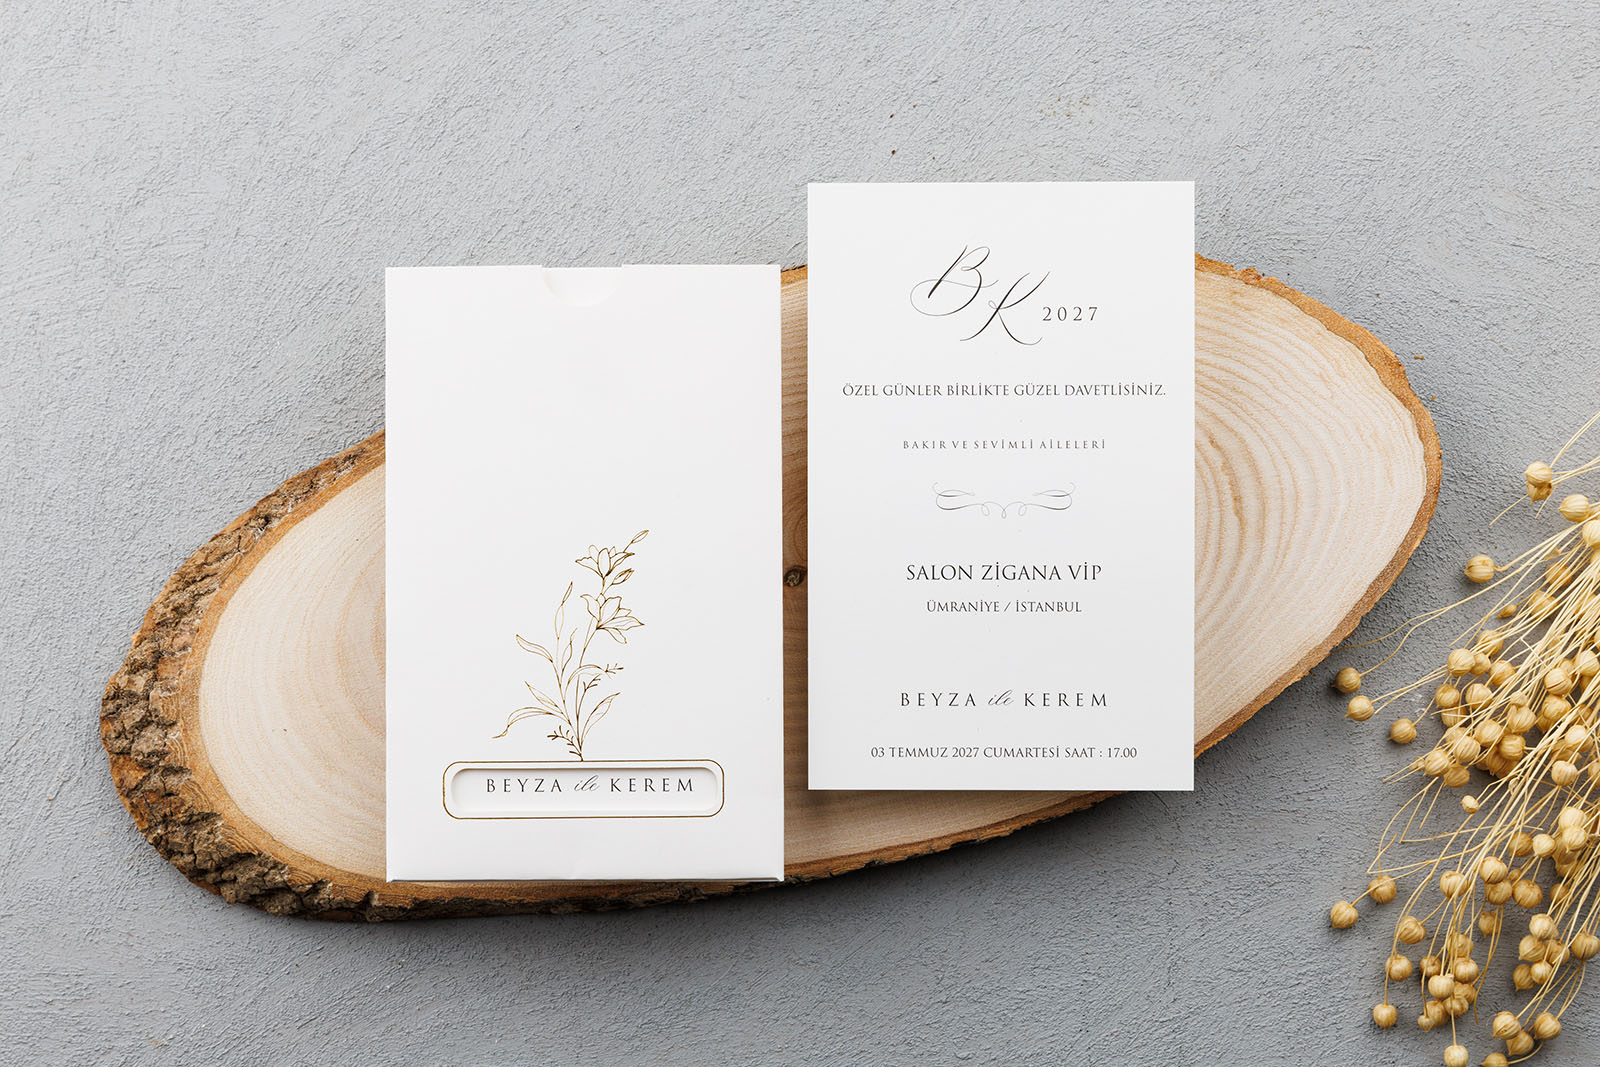 BEYZA ile KEREM
B K 2027
ÖZEL GÜNLER BİRLİKTE GÜZEL DAVETLİSİNİZ.
BAKIR VE SEVİMLİ AİLELERİ
SALON ZİGANA VİP
ÜMRANİYE / İSTANBUL
BEYZA ile KEREM
03 TEMMUZ 2027 CUMARTESİ SAAT : 17.00